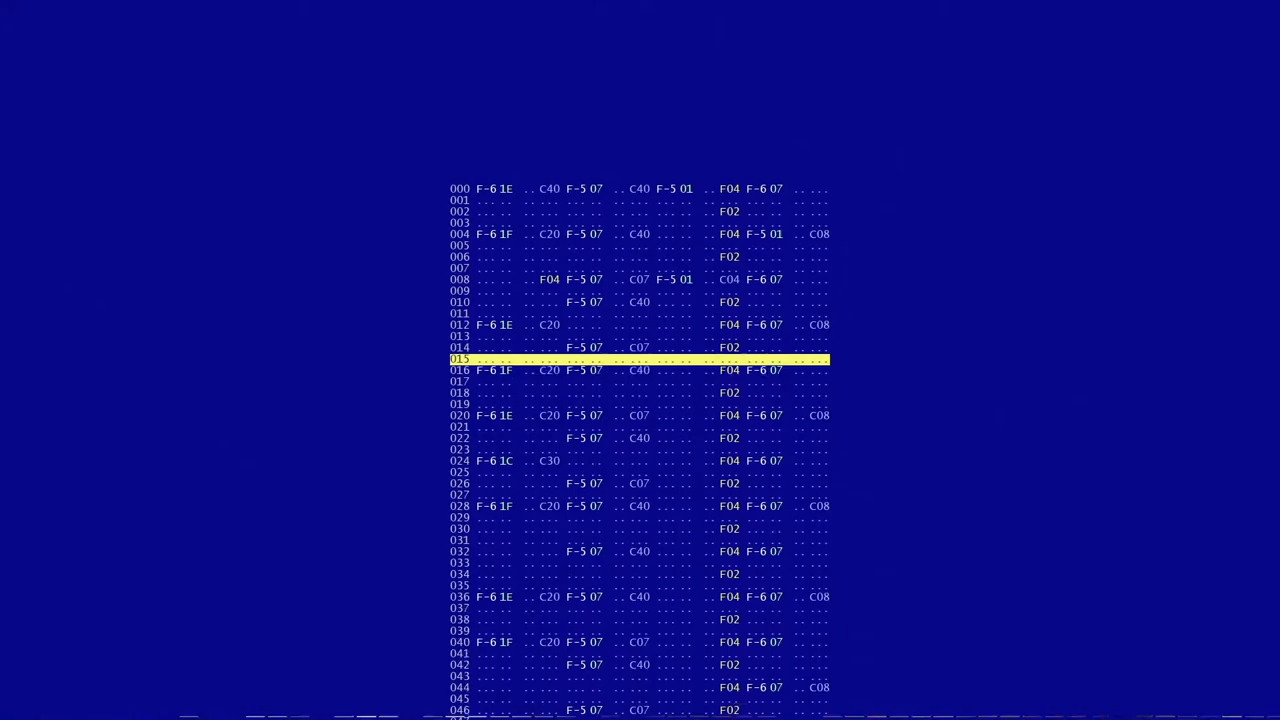 000 F-6 1E .. C40 F-5 07 .. C40 F-5 01 .. F04 F-6 07 .. ...
001 ... .. .. ... ... .. .. ... ... .. .. ... ... .. .. ...
002 ... .. .. ... ... .. .. ... ... .. .. F02 ... .. .. ...
003 ... .. .. ... ... .. .. ... ... .. .. ... ... .. .. ...
004 F-6 1F .. C20 F-5 07 .. C40 ... .. .. F04 F-5 01 .. C08
005 ... .. .. ... ... .. .. ... ... .. .. ... ... .. .. ...
006 ... .. .. ... ... .. .. ... ... .. .. F02 ... .. .. ...
007 ... .. .. ... ... .. .. ... ... .. .. ... ... .. .. ...
008 ... .. .. F04 F-5 07 .. C07 F-5 01 .. C04 F-6 07 .. ...
009 ... .. .. ... ... .. .. ... ... .. .. ... ... .. .. ...
010 ... .. .. ... F-5 07 .. C40 ... .. .. F02 ... .. .. ...
011 ... .. .. ... ... .. .. ... ... .. .. ... ... .. .. ...
012 F-6 1E .. C20 ... .. .. ... ... .. .. F04 F-6 07 .. C08
013 ... .. .. ... ... .. .. ... ... .. .. ... ... .. .. ...
014 ... .. .. ... F-5 07 .. C07 ... .. .. F02 ... .. .. ...
015 ... .. .. ... ... .. .. ... ... .. .. ... ... .. .. ...
016 F-6 1F .. C20 F-5 07 .. C40 ... .. .. F04 F-6 07 .. ...
017 ... .. .. ... ... .. .. ... ... .. .. ... ... .. .. ...
018 ... .. .. ... ... .. .. ... ... .. .. F02 ... .. .. ...
019 ... .. .. ... ... .. .. ... ... .. .. ... ... .. .. ...
020 F-6 1E .. C20 F-5 07 .. C07 ... .. .. F04 F-6 07 .. C08
021 ... .. .. ... ... .. .. ... ... .. .. ... ... .. .. ...
022 ... .. .. ... F-5 07 .. C40 ... .. .. F02 ... .. .. ...
023 ... .. .. ... ... .. .. ... ... .. .. ... ... .. .. ...
024 F-6 1C .. C30 ... .. .. ... ... .. .. F04 F-6 07 .. ...
025 ... .. .. ... ... .. .. ... ... .. .. ... ... .. .. ...
026 ... .. .. ... F-5 07 .. C07 ... .. .. F02 ... .. .. ...
027 ... .. .. ... ... .. .. ... ... .. .. ... ... .. .. ...
028 F-6 1F .. C20 F-5 07 .. C40 ... .. .. F04 F-6 07 .. C08
029 ... .. .. ... ... .. .. ... ... .. .. ... ... .. .. ...
030 ... .. .. ... ... .. .. ... ... .. .. F02 ... .. .. ...
031 ... .. .. ... ... .. .. ... ... .. .. ... ... .. .. ...
032 ... .. .. ... F-5 07 .. C40 ... .. .. F04 F-6 07 .. ...
033 ... .. .. ... ... .. .. ... ... .. .. ... ... .. .. ...
034 ... .. .. ... ... .. .. ... ... .. .. F02 ... .. .. ...
035 ... .. .. ... ... .. .. ... ... .. .. ... ... .. .. ...
036 F-6 1E .. C20 F-5 07 .. C40 ... .. .. F04 F-6 07 .. C08
037 ... .. .. ... ... .. .. ... ... .. .. ... ... .. .. ...
038 ... .. .. ... ... .. .. ... ... .. .. F02 ... .. .. ...
039 ... .. .. ... ... .. .. ... ... .. .. ... ... .. .. ...
040 F-6 1F .. C20 F-5 07 .. C07 ... .. .. F04 F-6 07 .. ...
041 ... .. .. ... ... .. .. ... ... .. .. ... ... .. .. ...
042 ... .. .. ... F-5 07 .. C40 ... .. .. F02 ... .. .. ...
043 ... .. .. ... ... .. .. ... ... .. .. ... ... .. .. ...
044 ... .. .. ... ... .. .. ... ... .. .. F04 F-6 07 .. C08
045 ... .. .. ... ... .. .. ... ... .. .. ... ... .. .. ...
046 ... .. .. ... F-5 07 .. C07 ... .. .. F02 ... .. .. ...